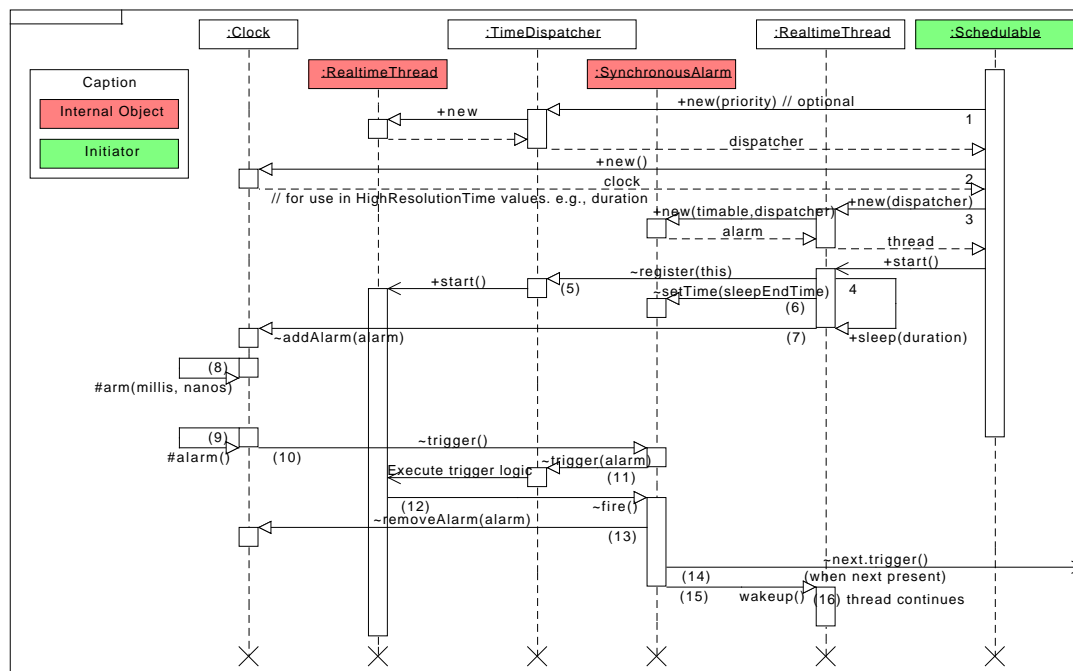 :Clock
:TimeDispatcher
:RealtimeThread
:Schedulable
:RealtimeThread
:SynchronousAlarm
Caption
Internal Object
Initiator
+new(priority) // optional
1
+new
dispatcher
+new()
2
clock
// for use in HighResolutionTime values. e.g., duration
+new(dispatcher)
3
+new(timable,dispatcher)
alarm
thread
+start()
~register(this)
4
(5)
+start()
~setTime(sleepEndTime)
(6)
~addAlarm(alarm)
(7)
+sleep(duration)
(8)
#arm(millis, nanos)
(9)
#alarm()
(10)
~trigger()
~trigger(alarm)
(11)
Execute trigger logic
(12)
~fire()
~removeAlarm(alarm)
(13)
~next.trigger()
(14)
(when next present)
(15)
wakeup()
(16) thread continues